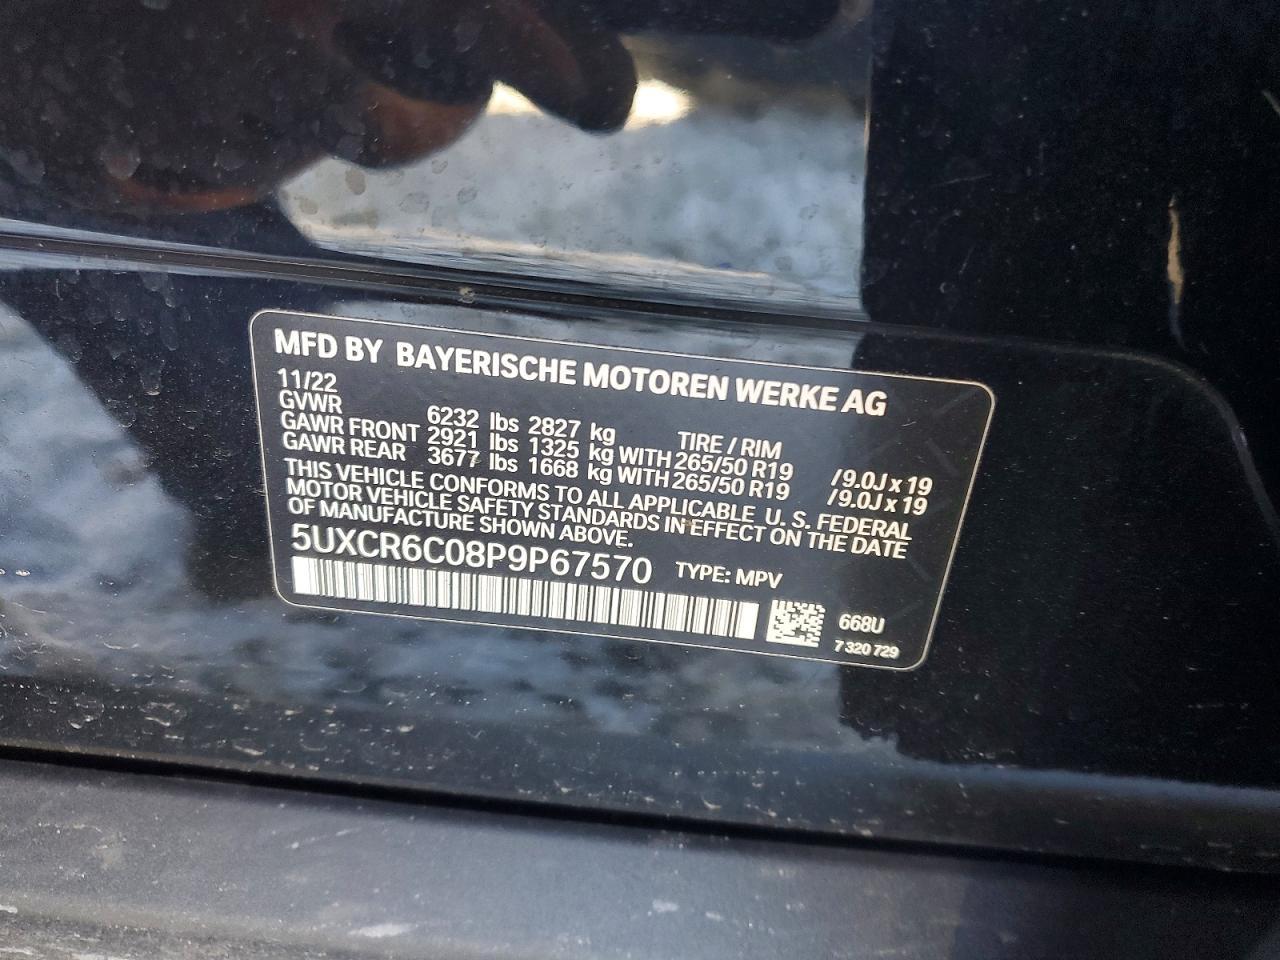 MFD BY BAYERISCHE MOTOREN WERKE AG
11/22
GVWR 6232 lbs 2827 kg TIRE / RIM
GAWR FRONT 2921 lbs 1325 kg WITH 265/50 R19 /9.0J x 19
GAWR REAR 3677 lbs 1668 kg WITH 265/50 R19 /9.0J x 19
THIS VEHICLE CONFORMS TO ALL APPLICABLE U. S. FEDERAL
MOTOR VEHICLE SAFETY STANDARDS IN EFFECT ON THE DATE
OF MANUFACTURE SHOWN ABOVE.
5UXCR6C08P9P67570 TYPE: MPV
668U
7 320 729